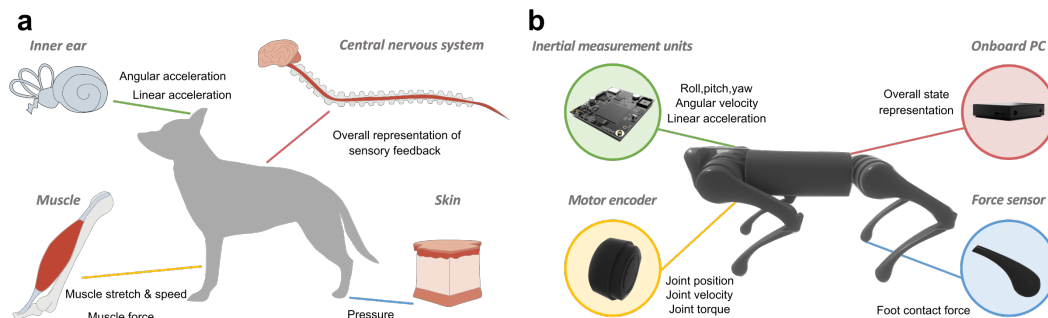 a
Inner ear
Angular acceleration
Linear acceleration
Central nervous system
Overall representation of
sensory feedback
Muscle
Muscle stretch & speed
Muscle force
Skin
Pressure
b
Inertial measurement units
Roll,pitch,yaw
Angular velocity
Linear acceleration
Onboard PC
Overall state
representation
Motor encoder
Joint position
Joint velocity
Joint torque
Force sensor
Foot contact force